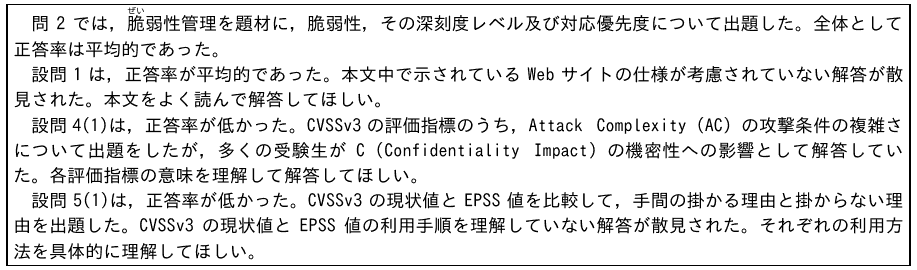 問 2 では，脆弱性管理を題材に，脆弱性，その深刻度レベル及び対応優先度について出題した。全体として
正答率は平均的であった。
設問 1 は，正答率が平均的であった。本文中で示されている Web サイトの仕様が考慮されていない解答が散
見された。本文をよく読んで解答してほしい。
設問 4(1)は，正答率が低かった。CVSSv3 の評価指標のうち，Attack Complexity（AC）の攻撃条件の複雑さ
について出題をしたが，多くの受験生が C（Confidentiality Impact）の機密性への影響として解答してい
た。各評価指標の意味を理解して解答してほしい。
設問 5(1)は，正答率が低かった。CVSSv3 の現状値と EPSS 値を比較して，手間の掛かる理由と掛からない理
由を出題した。CVSSv3 の現状値と EPSS 値の利用手順を理解していない解答が散見された。それぞれの利用方
法を具体的に理解してほしい。